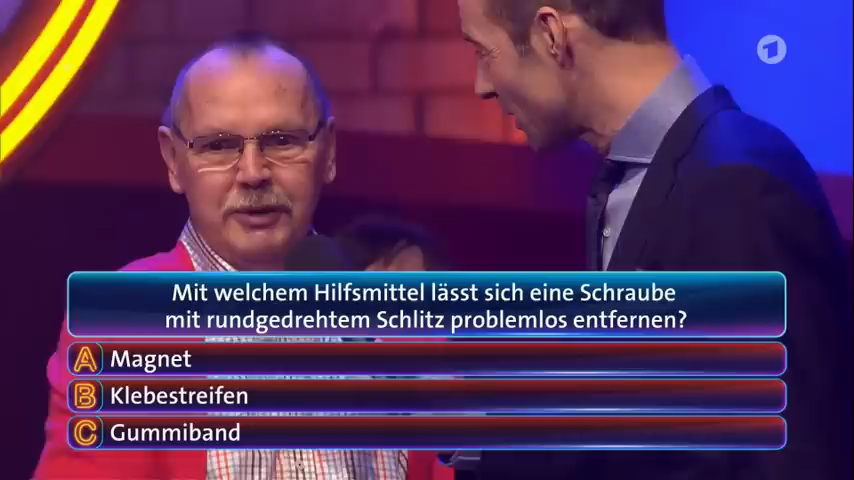 1
Mit welchem Hilfsmittel lässt sich eine Schraube
mit rundgedrehtem Schlitz problemlos entfernen?
A Magnet
B Klebestreifen
C Gummiband